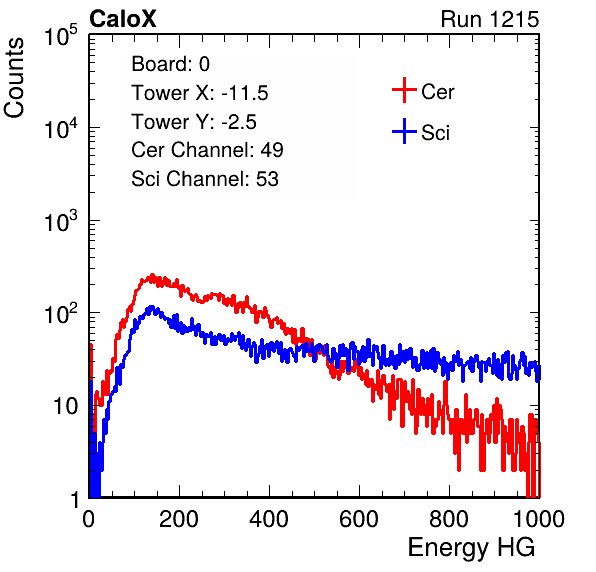 CaloX Run 1215
10^5
Counts
Board: 0
Tower X: -11.5
Tower Y: -2.5
Cer Channel: 49
Sci Channel: 53
Cer
Sci
10^4
10^3
10^2
10
1
0 200 400 600 800 1000
Energy HG